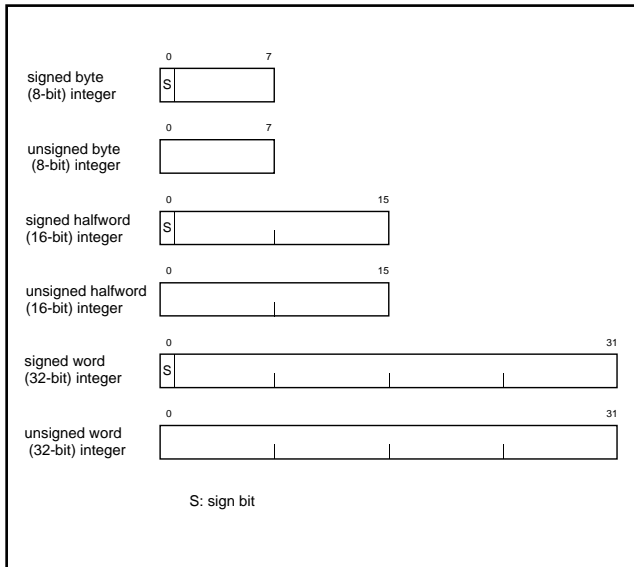 0 7
signed byte
(8-bit) integer
S
0 7
unsigned byte
(8-bit) integer
0 15
signed halfword
(16-bit) integer
S
0 15
unsigned halfword
(16-bit) integer
0 31
signed word
(32-bit) integer
S
0 31
unsigned word
(32-bit) integer
S: sign bit